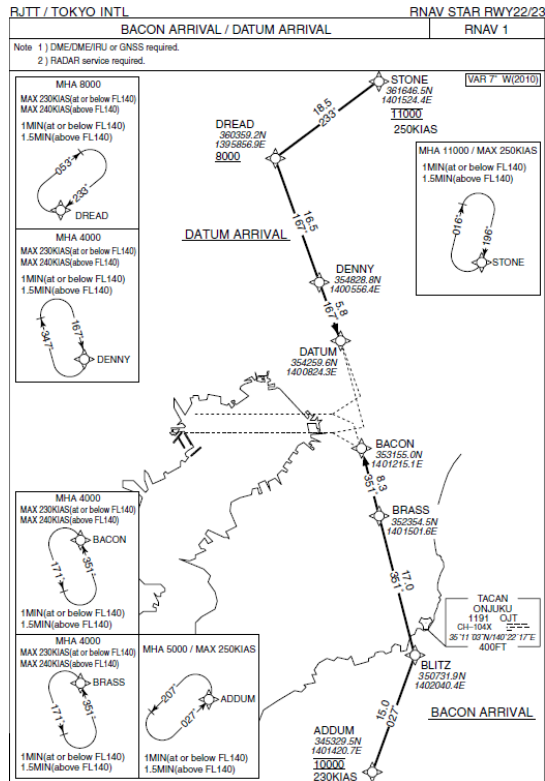 RJTT / TOKYO INTL
RNAV STAR RWY22/23
BACON ARRIVAL / DATUM ARRIVAL
RNAV 1
Note 1 ) DME/DME/IRU or GNSS required.
2 ) RADAR service required.
VAR 7° W(2010)
MHA 8000
MAX 230KIAS(at or below FL140)
MAX 240KIAS(above FL140)
1MIN(at or below FL140)
1.5MIN(above FL140)
053°
233°
DREAD
MHA 4000
MAX 230KIAS(at or below FL140)
MAX 240KIAS(above FL140)
1MIN(at or below FL140)
1.5MIN(above FL140)
347°
167°
DENNY
STONE
361646.5N
1401524.4E
11000
250KIAS
18.5
233°
DREAD
360359.2N
1395856.9E
8000
MHA 11000 / MAX 250KIAS
1MIN(at or below FL140)
1.5MIN(above FL140)
016°
196°
STONE
16.5
167°
DATUM ARRIVAL
DENNY
354828.8N
1400556.4E
5.8
167°
DATUM
354259.6N
1400824.3E
BACON
353155.0N
1401215.1E
8.3
351°
BRASS
352354.5N
1401501.6E
17.0
351°
MHA 4000
MAX 230KIAS(at or below FL140)
MAX 240KIAS(above FL140)
BACON
171°
351°
1MIN(at or below FL140)
1.5MIN(above FL140)
MHA 4000
MAX 230KIAS(at or below FL140)
MAX 240KIAS(above FL140)
BRASS
171°
351°
1MIN(at or below FL140)
1.5MIN(above FL140)
MHA 5000 / MAX 250KIAS
207°
027°
ADDUM
1MIN(at or below FL140)
1.5MIN(above FL140)
TACAN
ONJUKU
1191 OJT
CH-104X
35°11'03"N/140°22'17"E
400FT
BLITZ
350731.9N
1402040.4E
15.0
027°
BACON ARRIVAL
ADDUM
345329.5N
1401420.7E
10000
230KIAS